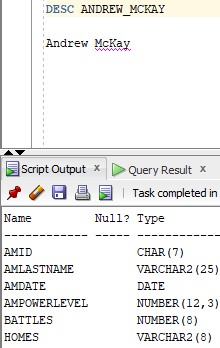 DESC ANDREW_MCKAY
Andrew McKay
Script Output x Query Result x
Task completed in
Name Null? Type
------------ ----- ------------
AMID CHAR(7)
AMLASTNAME VARCHAR2(25)
AMDATE DATE
AMPOWERLEVEL NUMBER(12,3)
BATTLES NUMBER(8)
HOMES VARCHAR2(8)